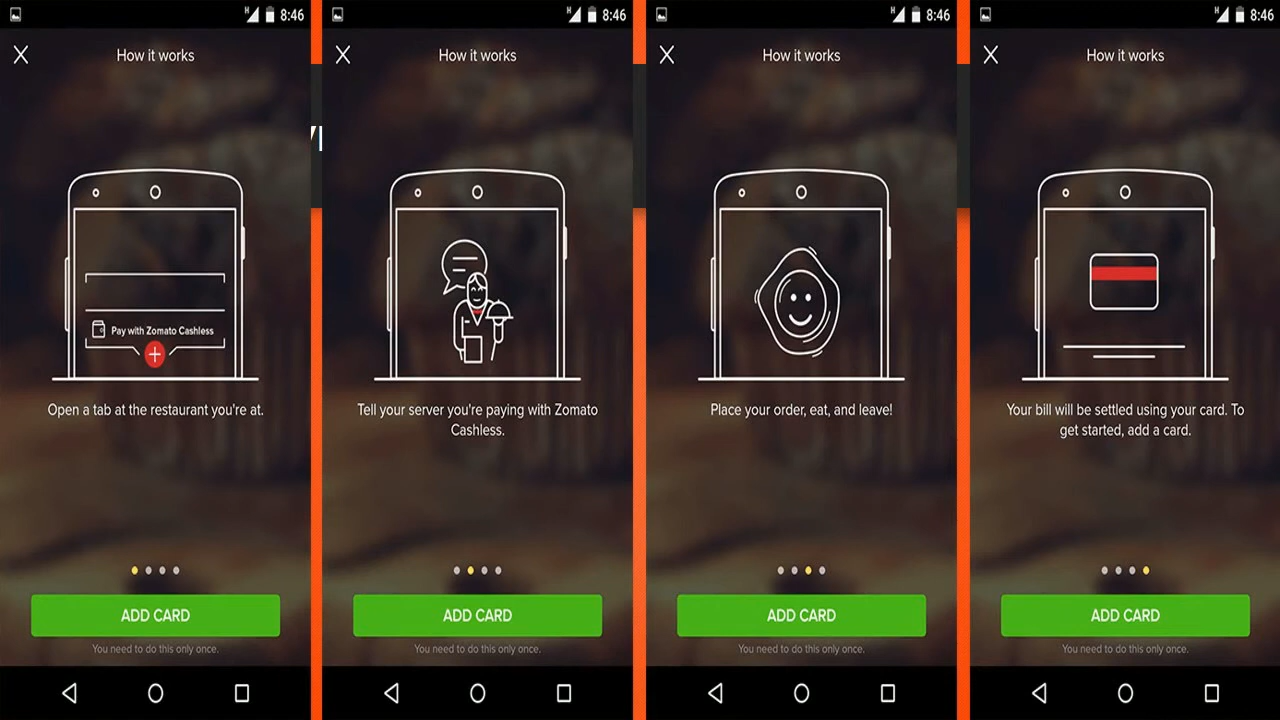 H 8:46
How it works
Pay with Zomato Cashless
Open a tab at the restaurant you're at.
ADD CARD
You need to do this only once.
H 8:46
How it works
Tell your server you're paying with Zomato
Cashless.
ADD CARD
You need to do this only once.
H 8:46
How it works
Place your order, eat, and leave!
ADD CARD
You need to do this only once.
H 8:46
How it works
Your bill will be settled using your card. To
get started, add a card.
ADD CARD
You need to do this only once.